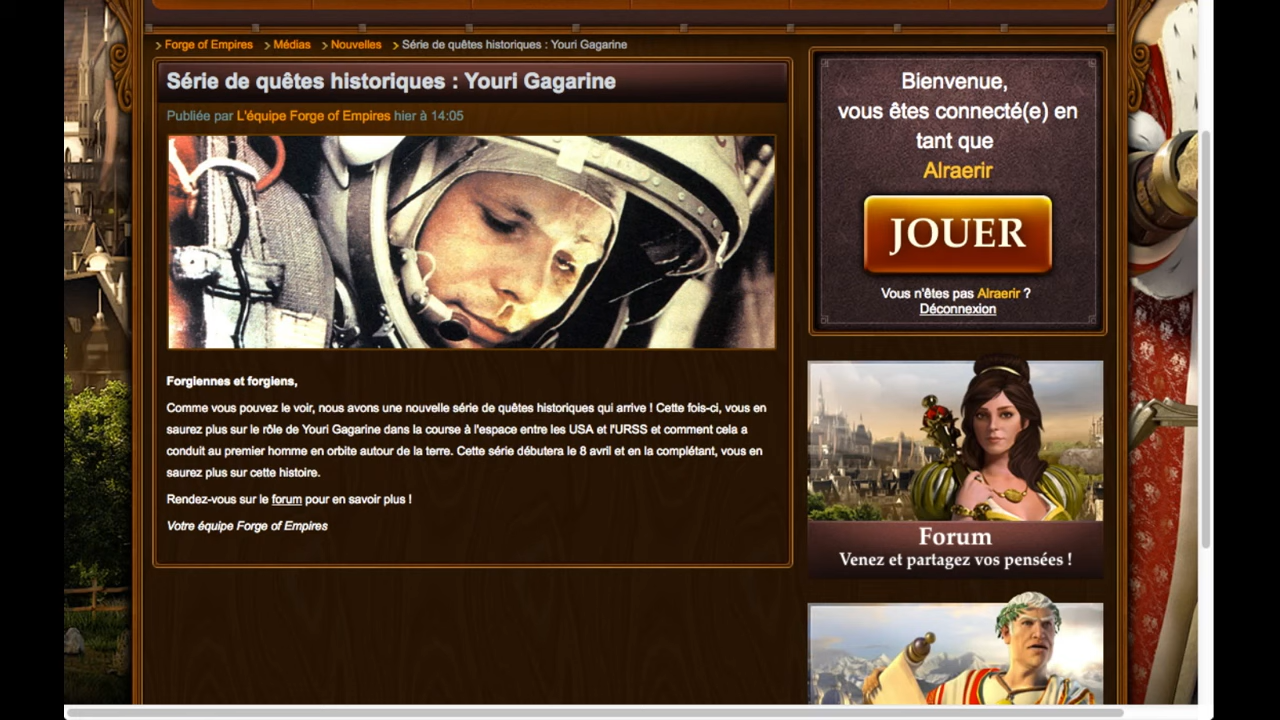 > Forge of Empires > Médias > Nouvelles > Série de quêtes historiques : Youri Gagarine
Série de quêtes historiques : Youri Gagarine
Publiée par L'équipe Forge of Empires hier à 14:05
Forgiennes et forgiens,
Comme vous pouvez le voir, nous avons une nouvelle série de quêtes historiques qui arrive ! Cette fois-ci, vous en
saurez plus sur le rôle de Youri Gagarine dans la course à l'espace entre les USA et l'URSS et comment cela a
conduit au premier homme en orbite autour de la terre. Cette série débutera le 8 avril et en la complétant, vous en
saurez plus sur cette histoire.
Rendez-vous sur le forum pour en savoir plus !
Votre équipe Forge of Empires
Bienvenue,
vous êtes connecté(e) en
tant que
Alraerir
JOUER
Vous n'êtes pas Alraerir ?
Déconnexion
Forum
Venez et partagez vos pensées !